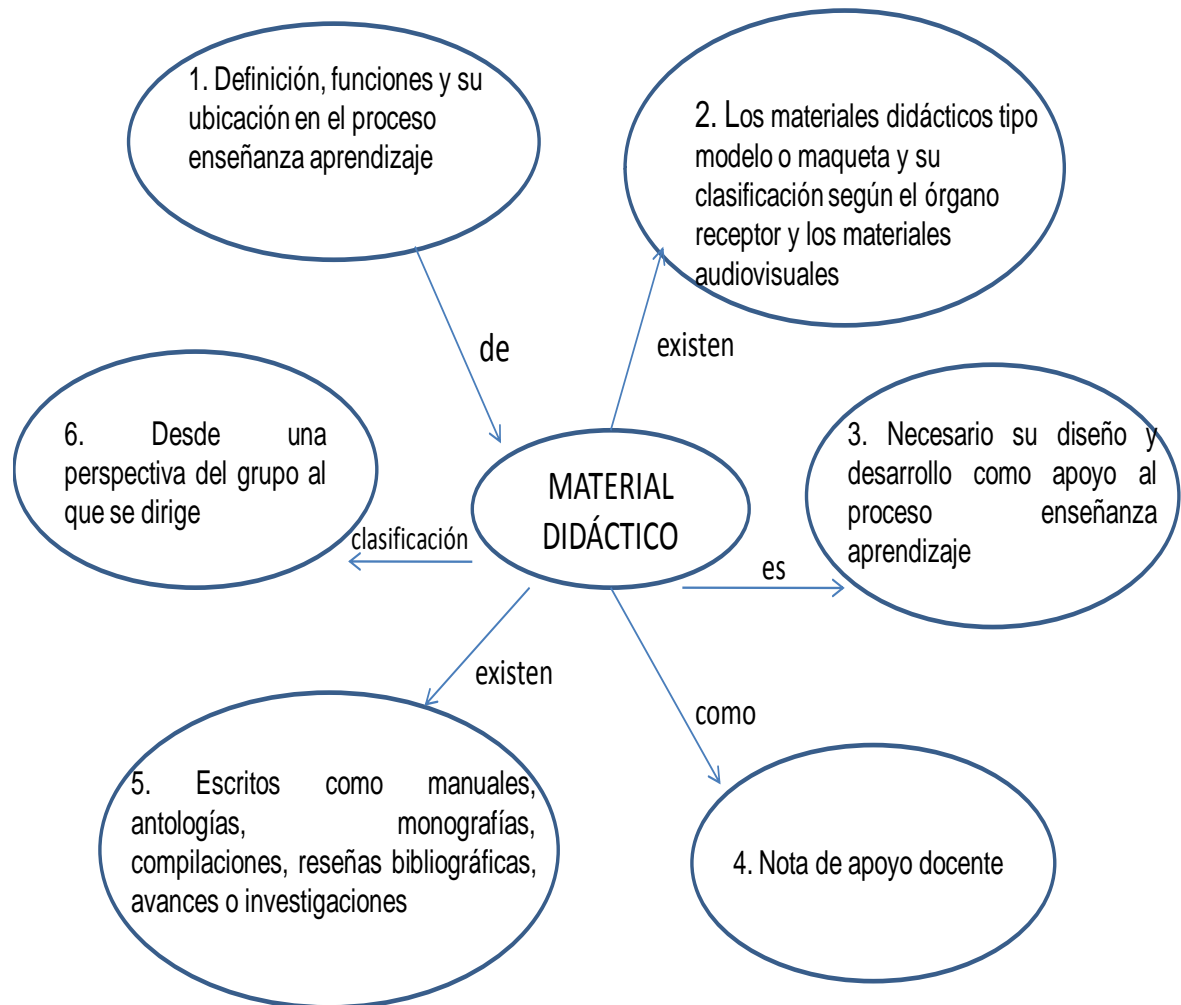 1. Definición, funciones y su
ubicación en el proceso
enseñanza aprendizaje
2. Los materiales didácticos tipo
modelo o maqueta y su
clasificación según el órgano
receptor y los materiales
audiovisuales
de
existen
6. Desde una
perspectiva del grupo al
que se dirige
MATERIAL
DIDÁCTICO
3. Necesario su diseño y
desarrollo como apoyo al
proceso enseñanza
aprendizaje
clasificación
es
existen
como
5. Escritos como manuales,
antologías, monografías,
compilaciones, reseñas bibliográficas,
avances o investigaciones
4. Nota de apoyo docente